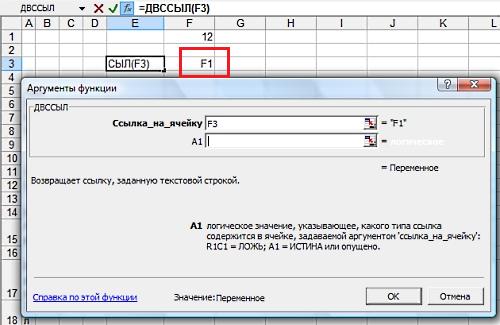 ДВССЫЛ =ДВССЫЛ(F3)
A B C D E F G H I J K L
1 12
2
3 СЫЛ(F3) F1
4
Аргументы функции
5
6
ДВССЫЛ
7
Ссылка_на_ячейку F3 = "F1"
8
A1 = логическое
9
10
= Переменное
11
Возвращает ссылку, заданную текстовой строкой.
12
13
14
A1 логическое значение, указывающее, какого типа ссылка
содержится в ячейке, задаваемой аргументом 'ссылка_на_ячейку':
15
R1C1 = ЛОЖЬ; A1 = ИСТИНА или опущено.
16
17
Справка по этой функции Значение: Переменное OK Отмена
18